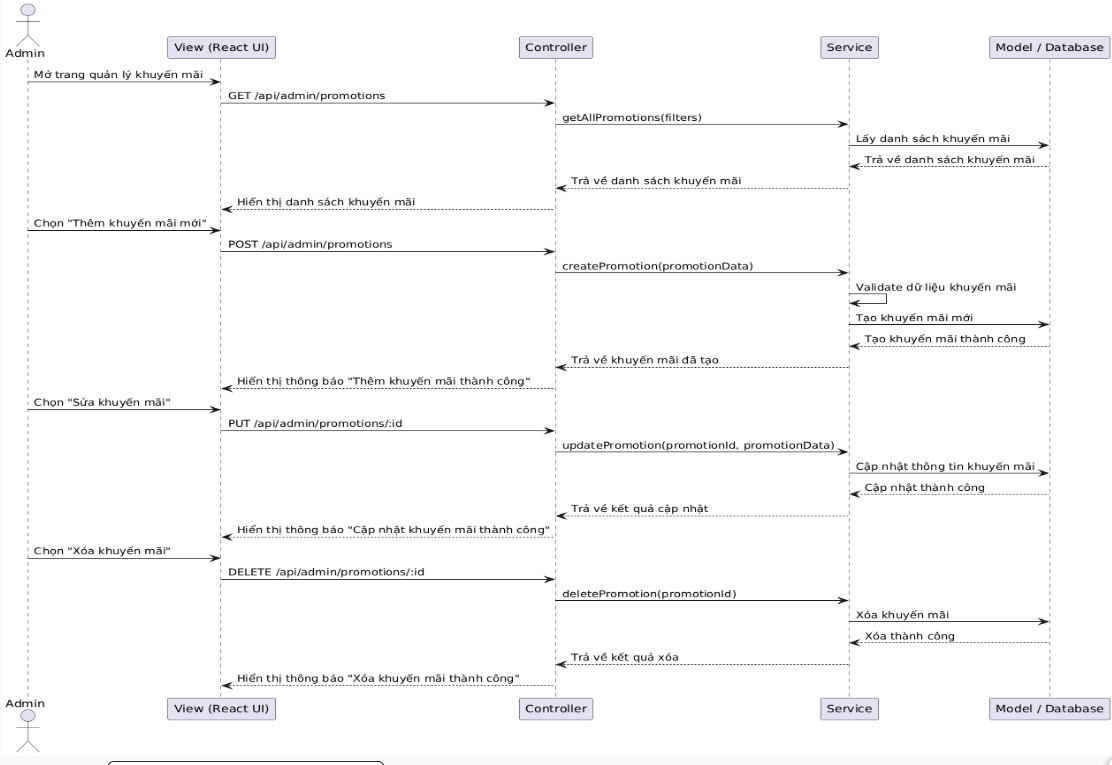 Admin
View (React UI)
Controller
Service
Model / Database
Mở trang quản lý khuyến mãi
GET /api/admin/promotions
getAllPromotions(filters)
Lấy danh sách khuyến mãi
Trả về danh sách khuyến mãi
Trả về danh sách khuyến mãi
Hiển thị danh sách khuyến mãi
Chọn "Thêm khuyến mãi mới"
POST /api/admin/promotions
createPromotion(promotionData)
Validate dữ liệu khuyến mãi
Tạo khuyến mãi mới
Tạo khuyến mãi thành công
Trả về khuyến mãi đã tạo
Hiển thị thông báo "Thêm khuyến mãi thành công"
Chọn "Sửa khuyến mãi"
PUT /api/admin/promotions/:id
updatePromotion(promotionId, promotionData)
Cập nhật thông tin khuyến mãi
Cập nhật thành công
Trả về kết quả cập nhật
Hiển thị thông báo "Cập nhật khuyến mãi thành công"
Chọn "Xóa khuyến mãi"
DELETE /api/admin/promotions/:id
deletePromotion(promotionId)
Xóa khuyến mãi
Xóa thành công
Trả về kết quả xóa
Hiển thị thông báo "Xóa khuyến mãi thành công"
Admin
View (React UI)
Controller
Service
Model / Database